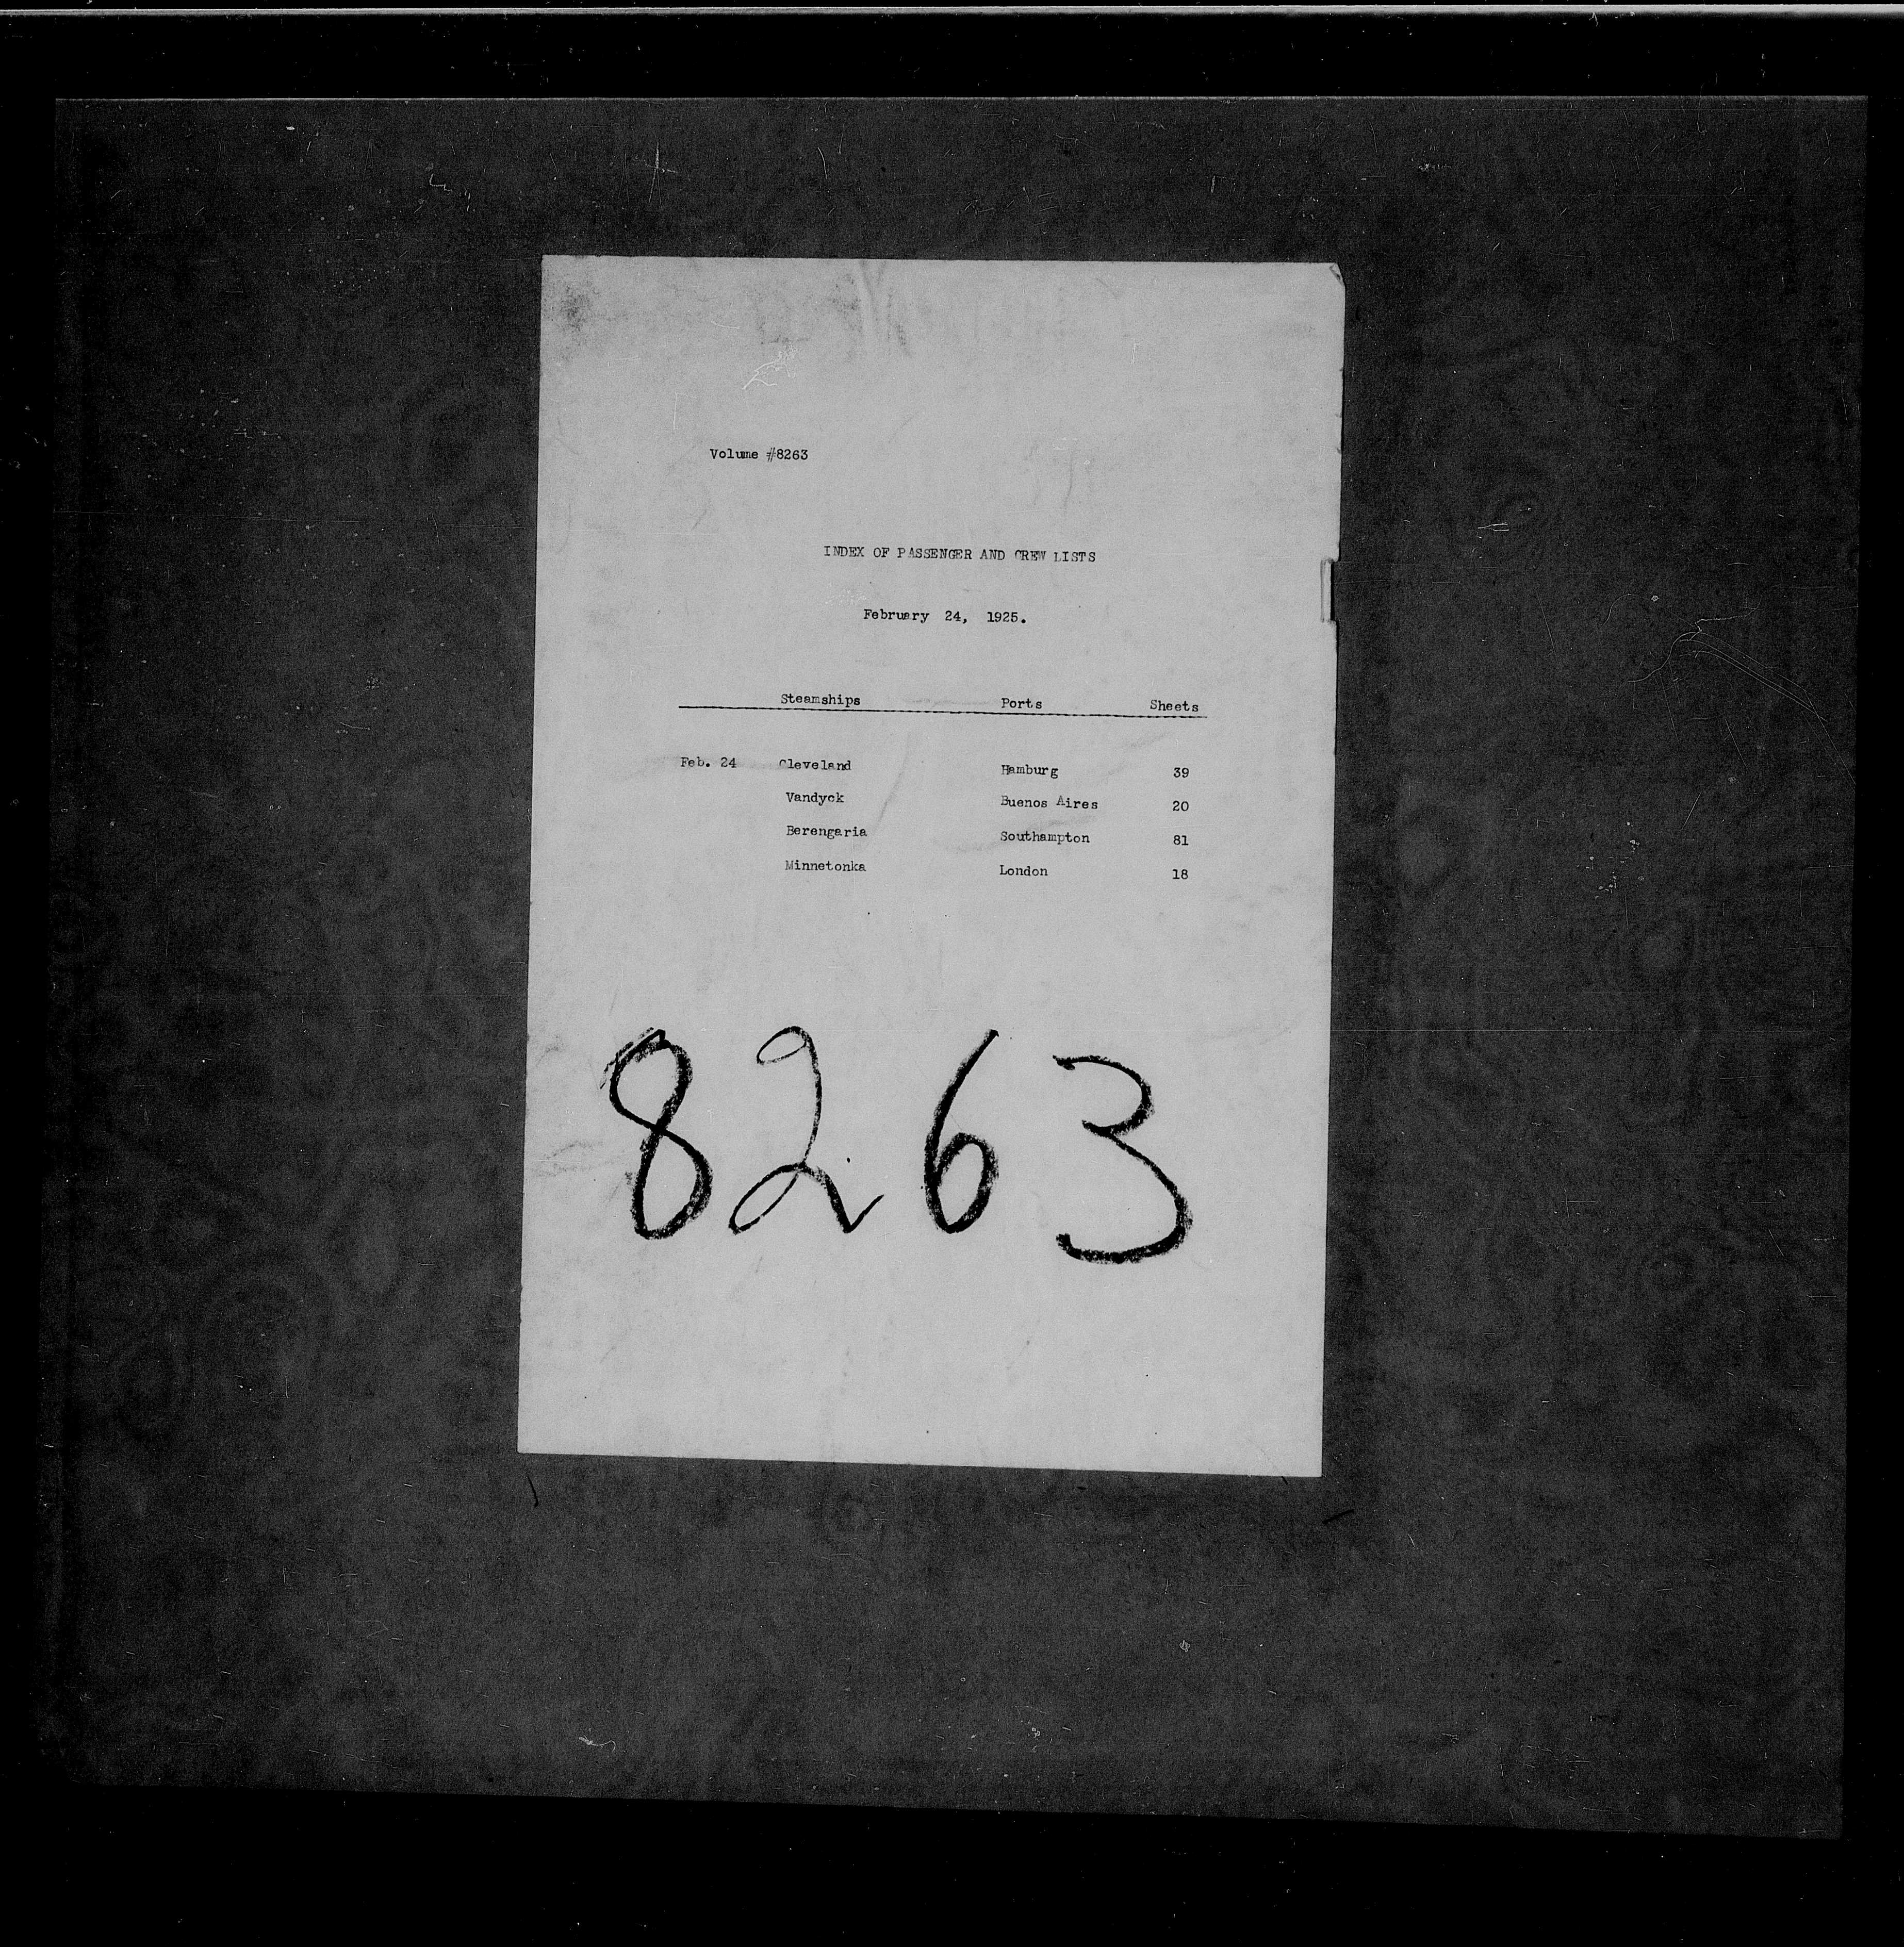 Volume #8263
INDEX OF PASSENGER AND CREW LISTS
February 24, 1925.
Steamships Ports Sheets
Feb. 24 Cleveland Hamburg 39
Vandyck Buenos Aires 20
Berengaria Southampton 81
Minnetonka London 18
8263